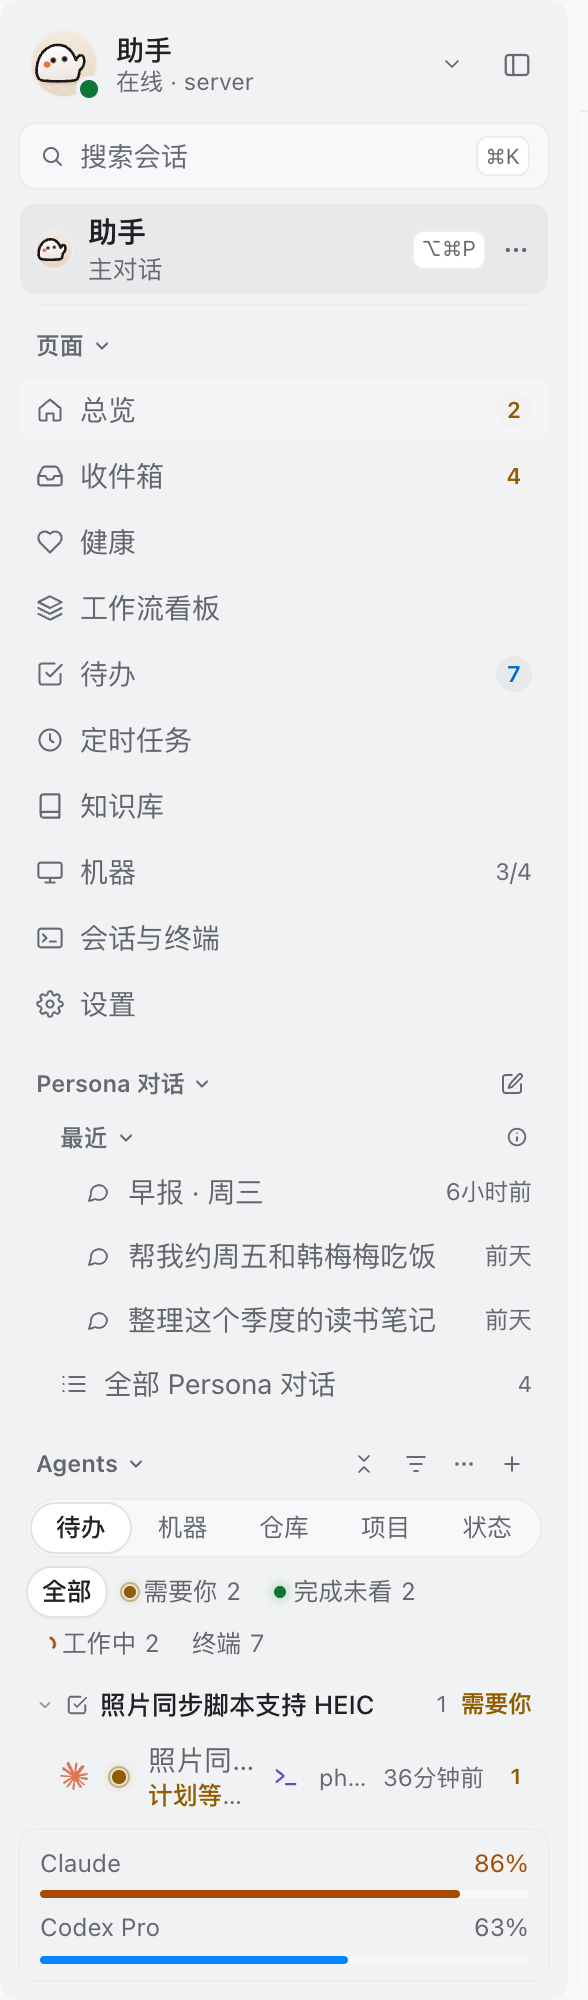 助手
在线 · server
搜索会话 ⌘K
助手
主对话 ⌥⌘P
页面
总览 2
收件箱 4
健康
工作流看板
待办 7
定时任务
知识库
机器 3/4
会话与终端
设置
Persona 对话
最近
早报 · 周三 6小时前
帮我约周五和韩梅梅吃饭 前天
整理这个季度的读书笔记 前天
全部 Persona 对话 4
Agents
待办 机器 仓库 项目 状态
全部 需要你 2 完成未看 2
工作中 2 终端 7
照片同步脚本支持 HEIC 1 需要你
照片同... ph... 36分钟前 1
计划等...
Claude 86%
Codex Pro 63%